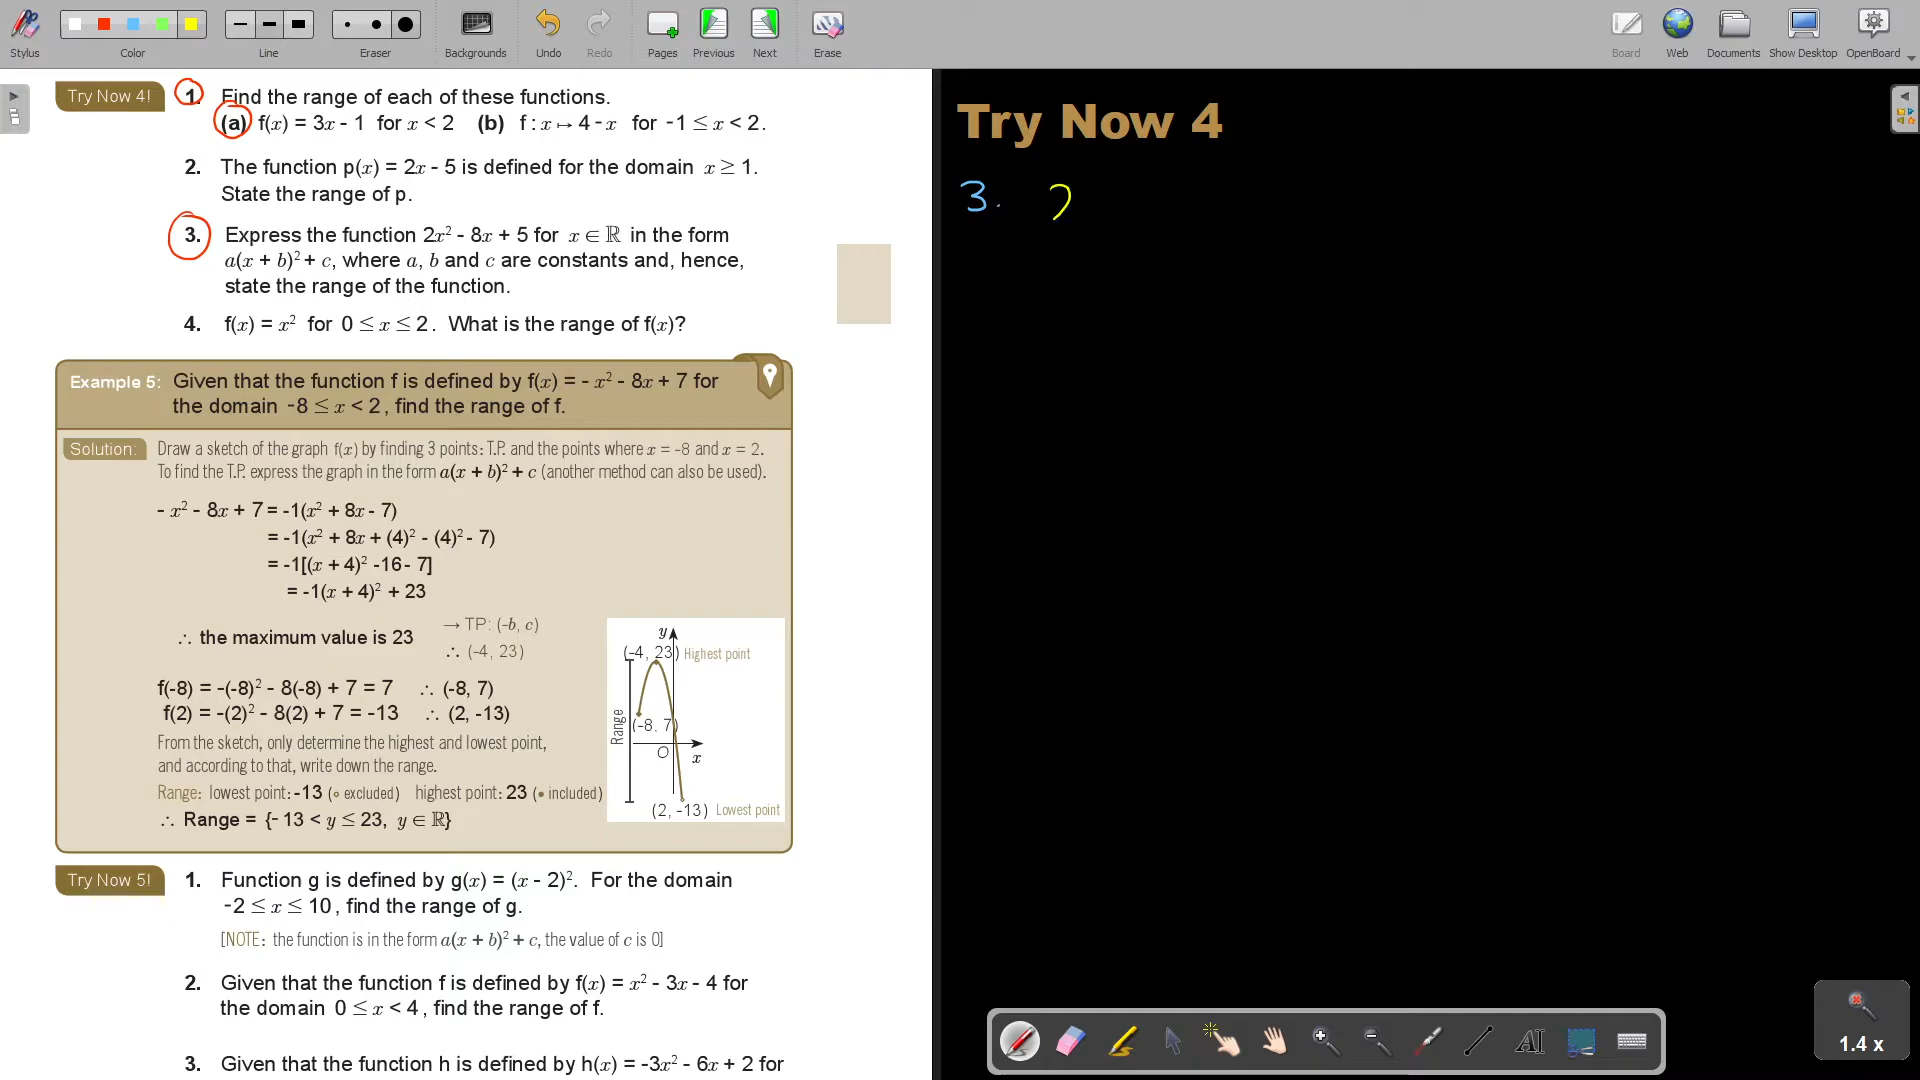 Stylus
Color
Line
Eraser
Backgrounds
Undo
Redo
Pages
Previous
Next
Erase
Board
Web
Documents
Show Desktop
OpenBoard
Try Now 4!
1. Find the range of each of these functions.
(a) f(x) = 3x - 1 for x < 2 (b) f : x ↦ 4 - x for -1 ≤ x < 2.
2. The function p(x) = 2x - 5 is defined for the domain x ≥ 1.
State the range of p.
3. Express the function 2x² - 8x + 5 for x ∈ ℝ in the form
a(x + b)² + c, where a, b and c are constants and, hence,
state the range of the function.
4. f(x) = x² for 0 ≤ x ≤ 2. What is the range of f(x)?
Example 5: Given that the function f is defined by f(x) = - x² - 8x + 7 for
the domain -8 ≤ x < 2, find the range of f.
Solution: Draw a sketch of the graph f(x) by finding 3 points: T.P. and the points where x = -8 and x = 2.
To find the T.P. express the graph in the form a(x + b)² + c (another method can also be used).
- x² - 8x + 7 = -1(x² + 8x - 7)
= -1(x² + 8x + (4)² - (4)² - 7)
= -1[(x + 4)² -16 - 7]
= -1(x + 4)² + 23
∴ the maximum value is 23
→ TP: (-b, c)
∴ (-4, 23)
f(-8) = -(-8)² - 8(-8) + 7 = 7 ∴ (-8, 7)
f(2) = -(2)² - 8(2) + 7 = -13 ∴ (2, -13)
From the sketch, only determine the highest and lowest point,
and according to that, write down the range.
Range: lowest point: -13 (∘ excluded) highest point: 23 (• included)
∴ Range = {- 13 < y ≤ 23, y ∈ ℝ}
y
(-4, 23) Highest point
Range
(-8, 7)
O
x
(2, -13) Lowest point
Try Now 5!
1. Function g is defined by g(x) = (x - 2)². For the domain
-2 ≤ x ≤ 10, find the range of g.
[NOTE: the function is in the form a(x + b)² + c, the value of c is 0]
2. Given that the function f is defined by f(x) = x² - 3x - 4 for
the domain 0 ≤ x < 4, find the range of f.
3. Given that the function h is defined by h(x) = -3x² - 6x + 2 for
Try Now 4
3. 2
AI
1.4 x